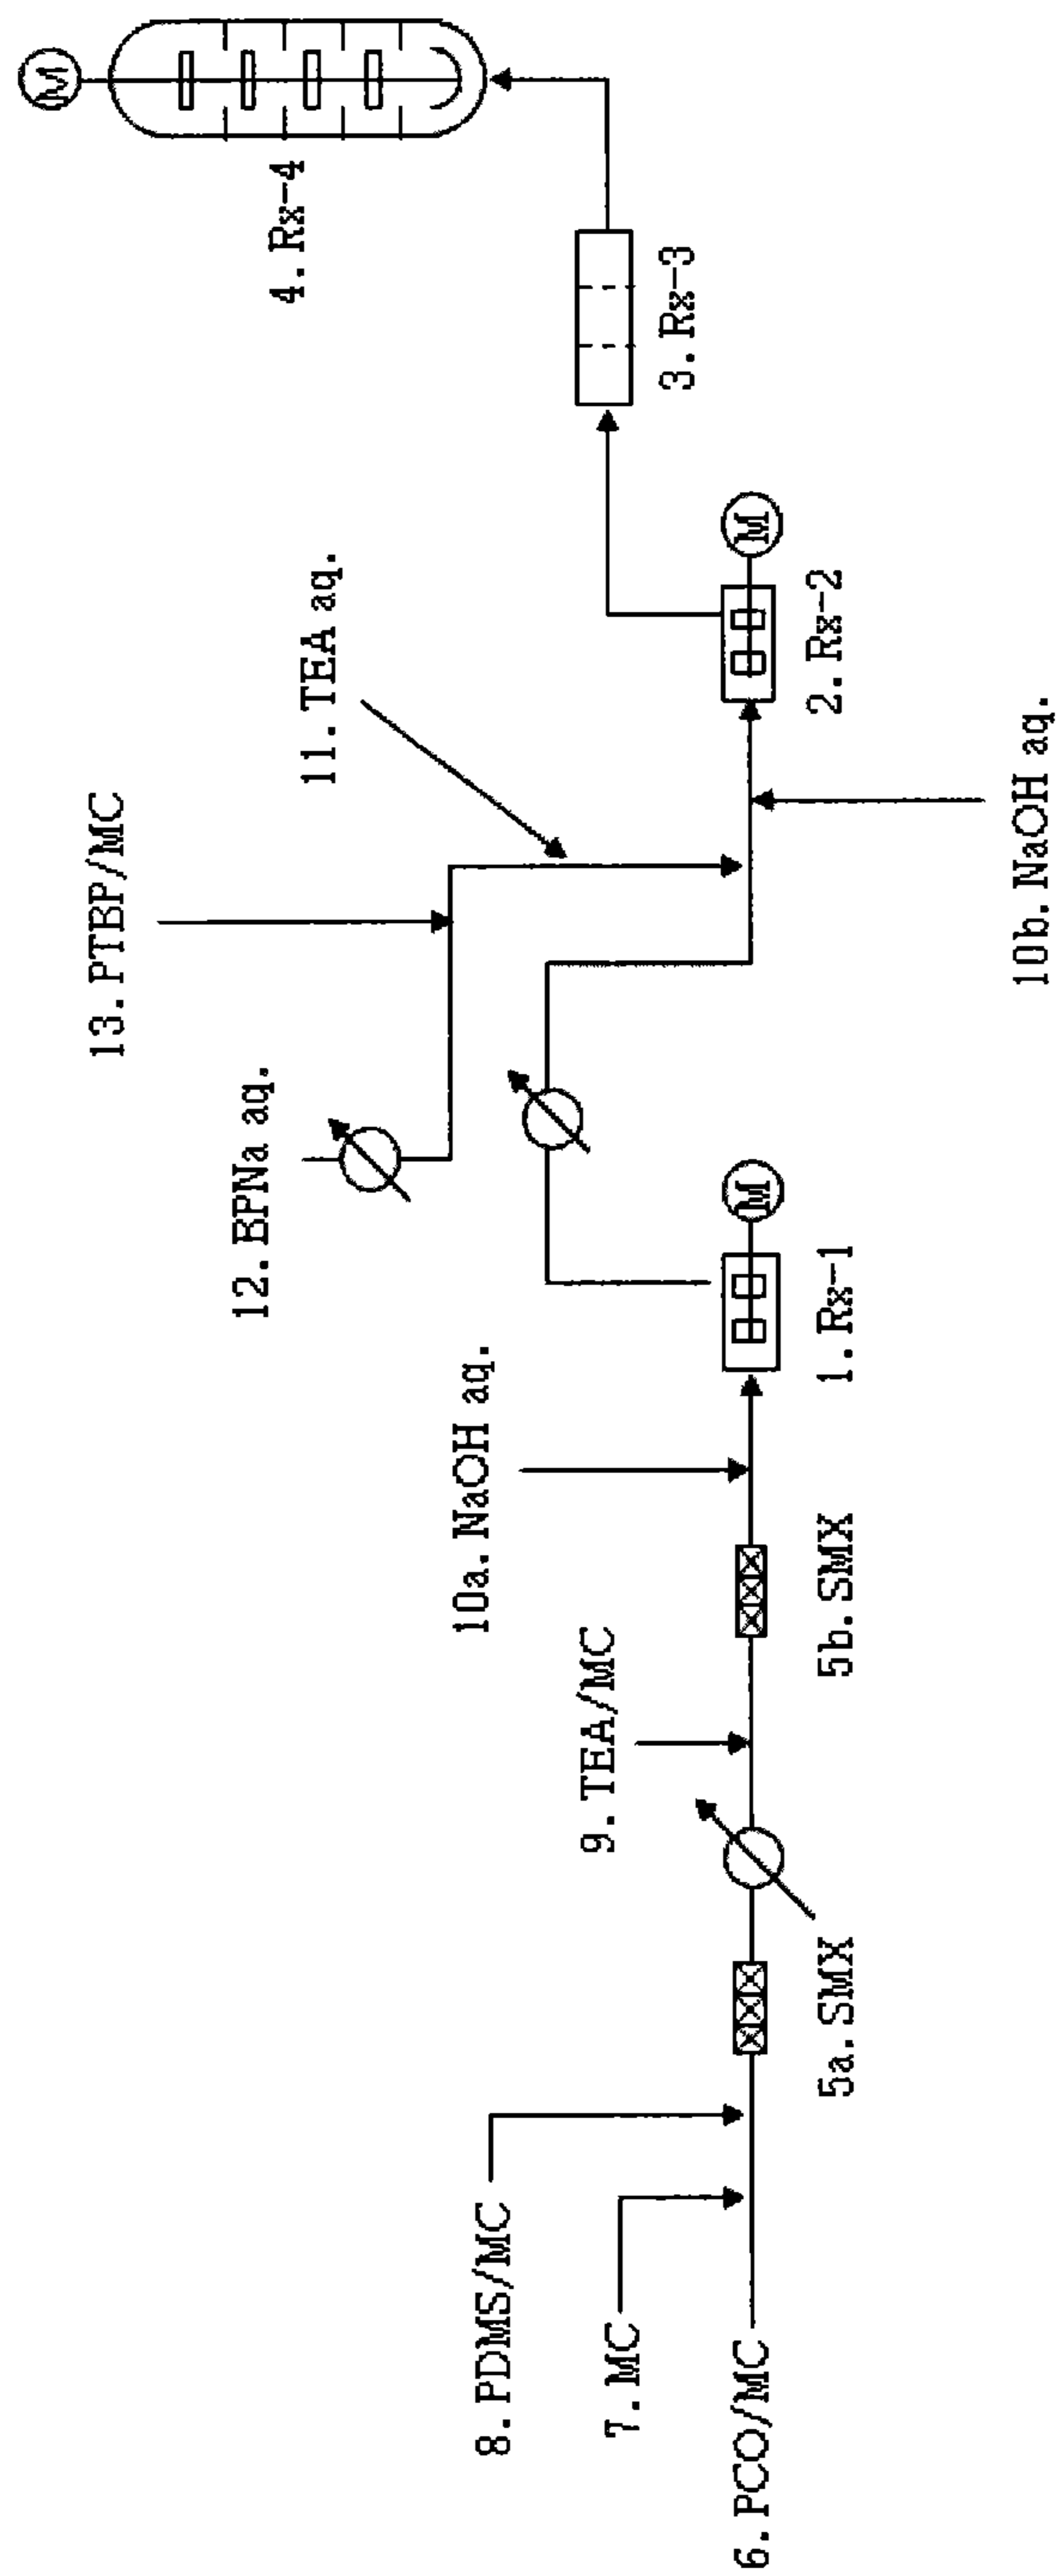 6.PCO/MC
7.MC
8.PDMS/MC
5a.SMX
9.TEA/MC
5b.SMX
10a.NaOH aq.
1.Rx-1
M
12.BPNa aq.
13.PTBP/MC
11.TEA aq.
10b.NaOH aq.
2.Rx-2
M
3.Rx-3
4.Rx-4
M